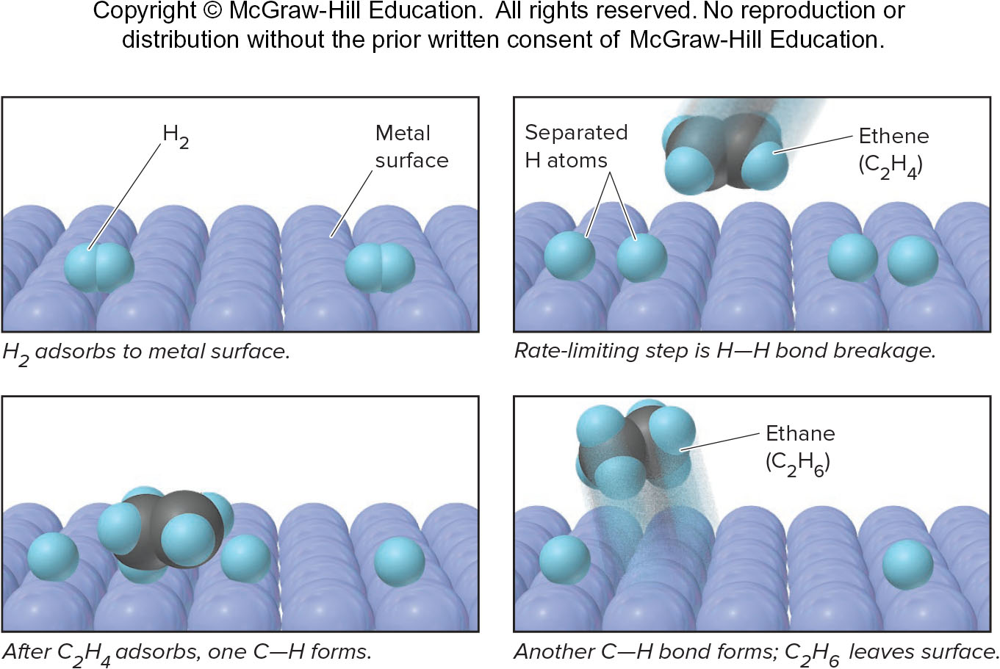 Copyright © McGraw-Hill Education. All rights reserved. No reproduction or
distribution without the prior written consent of McGraw-Hill Education.
H₂
Metal
surface
H₂ adsorbs to metal surface.
Separated
H atoms
Ethene
(C₂H₄)
Rate-limiting step is H—H bond breakage.
After C₂H₄ adsorbs, one C—H forms.
Ethane
(C₂H₆)
Another C—H bond forms; C₂H₆ leaves surface.